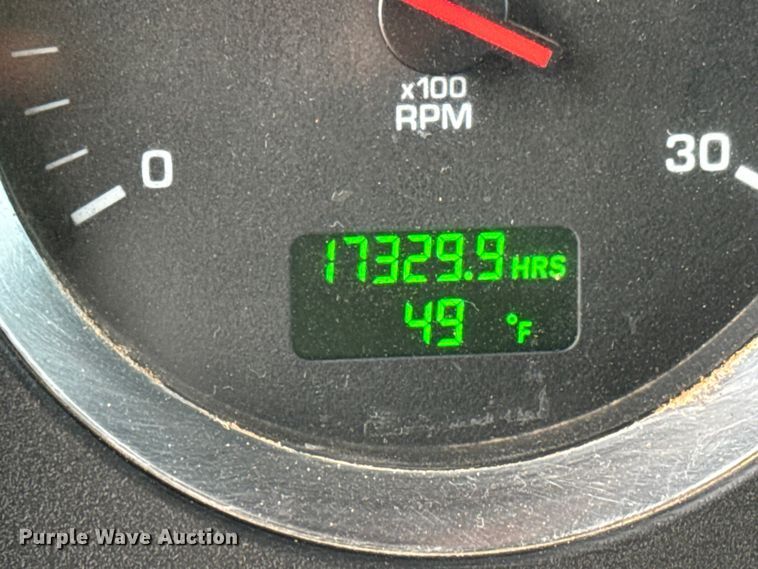 x100
RPM
0
30
17329.9 HRS
49 °F
Purple Wave Auction®